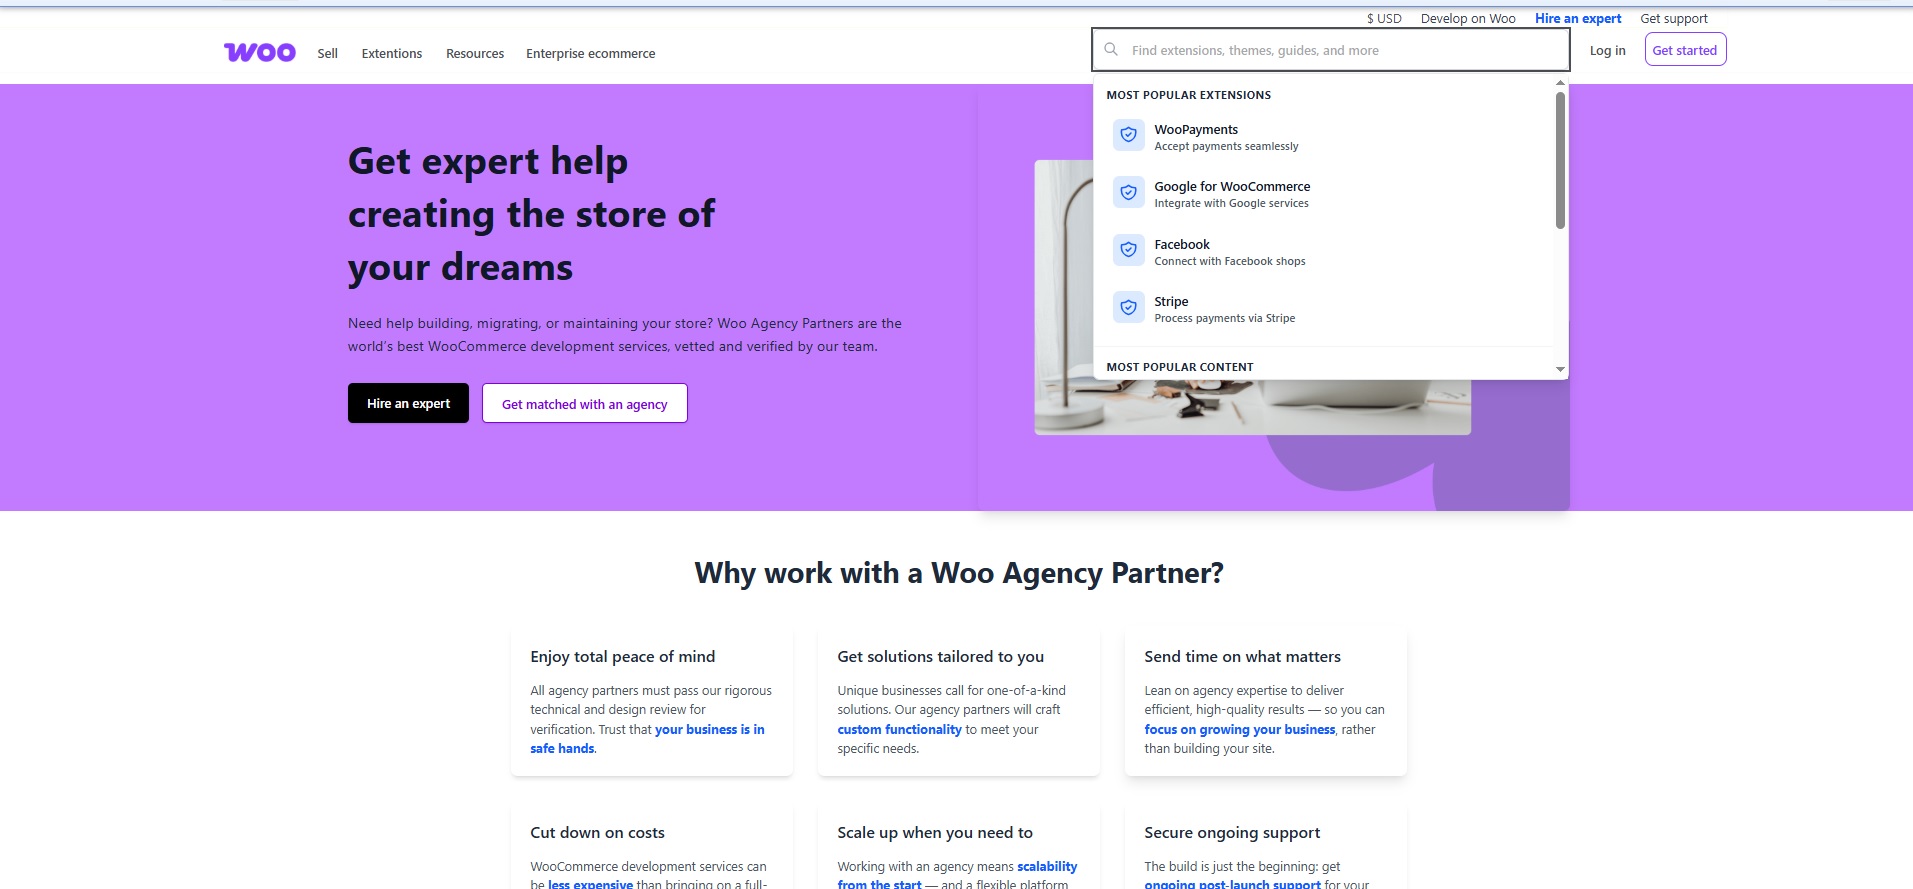 $ USD Develop on Woo Hire an expert Get support
WOO Sell Extentions Resources Enterprise ecommerce
Find extensions, themes, guides, and more
Log in Get started
MOST POPULAR EXTENSIONS
WooPayments
Accept payments seamlessly
Google for WooCommerce
Integrate with Google services
Facebook
Connect with Facebook shops
Stripe
Process payments via Stripe
MOST POPULAR CONTENT
Get expert help
creating the store of
your dreams
Need help building, migrating, or maintaining your store? Woo Agency Partners are the
world’s best WooCommerce development services, vetted and verified by our team.
Hire an expert Get matched with an agency
Why work with a Woo Agency Partner?
Enjoy total peace of mind
All agency partners must pass our rigorous
technical and design review for
verification. Trust that your business is in
safe hands.
Get solutions tailored to you
Unique businesses call for one-of-a-kind
solutions. Our agency partners will craft
custom functionality to meet your
specific needs.
Send time on what matters
Lean on agency expertise to deliver
efficient, high-quality results — so you can
focus on growing your business, rather
than building your site.
Cut down on costs
WooCommerce development services can
be less expensive than bringing on a full-
Scale up when you need to
Working with an agency means scalability
from the start — and a flexible platform
Secure ongoing support
The build is just the beginning: get
ongoing post-launch support for your